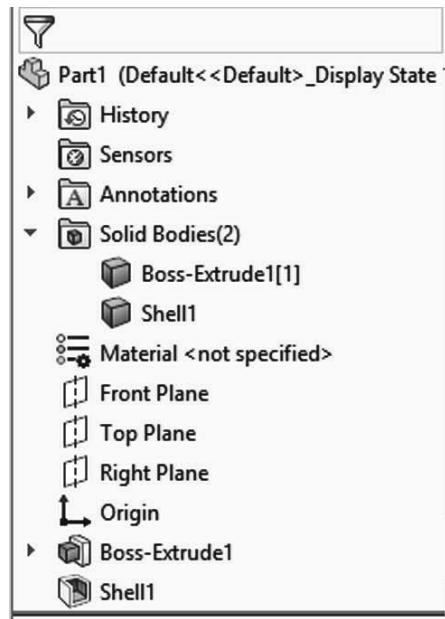 Part1 (Default<<Default>_Display State
History
Sensors
Annotations
Solid Bodies(2)
Boss-Extrude1[1]
Shell1
Material <not specified>
Front Plane
Top Plane
Right Plane
Origin
Boss-Extrude1
Shell1